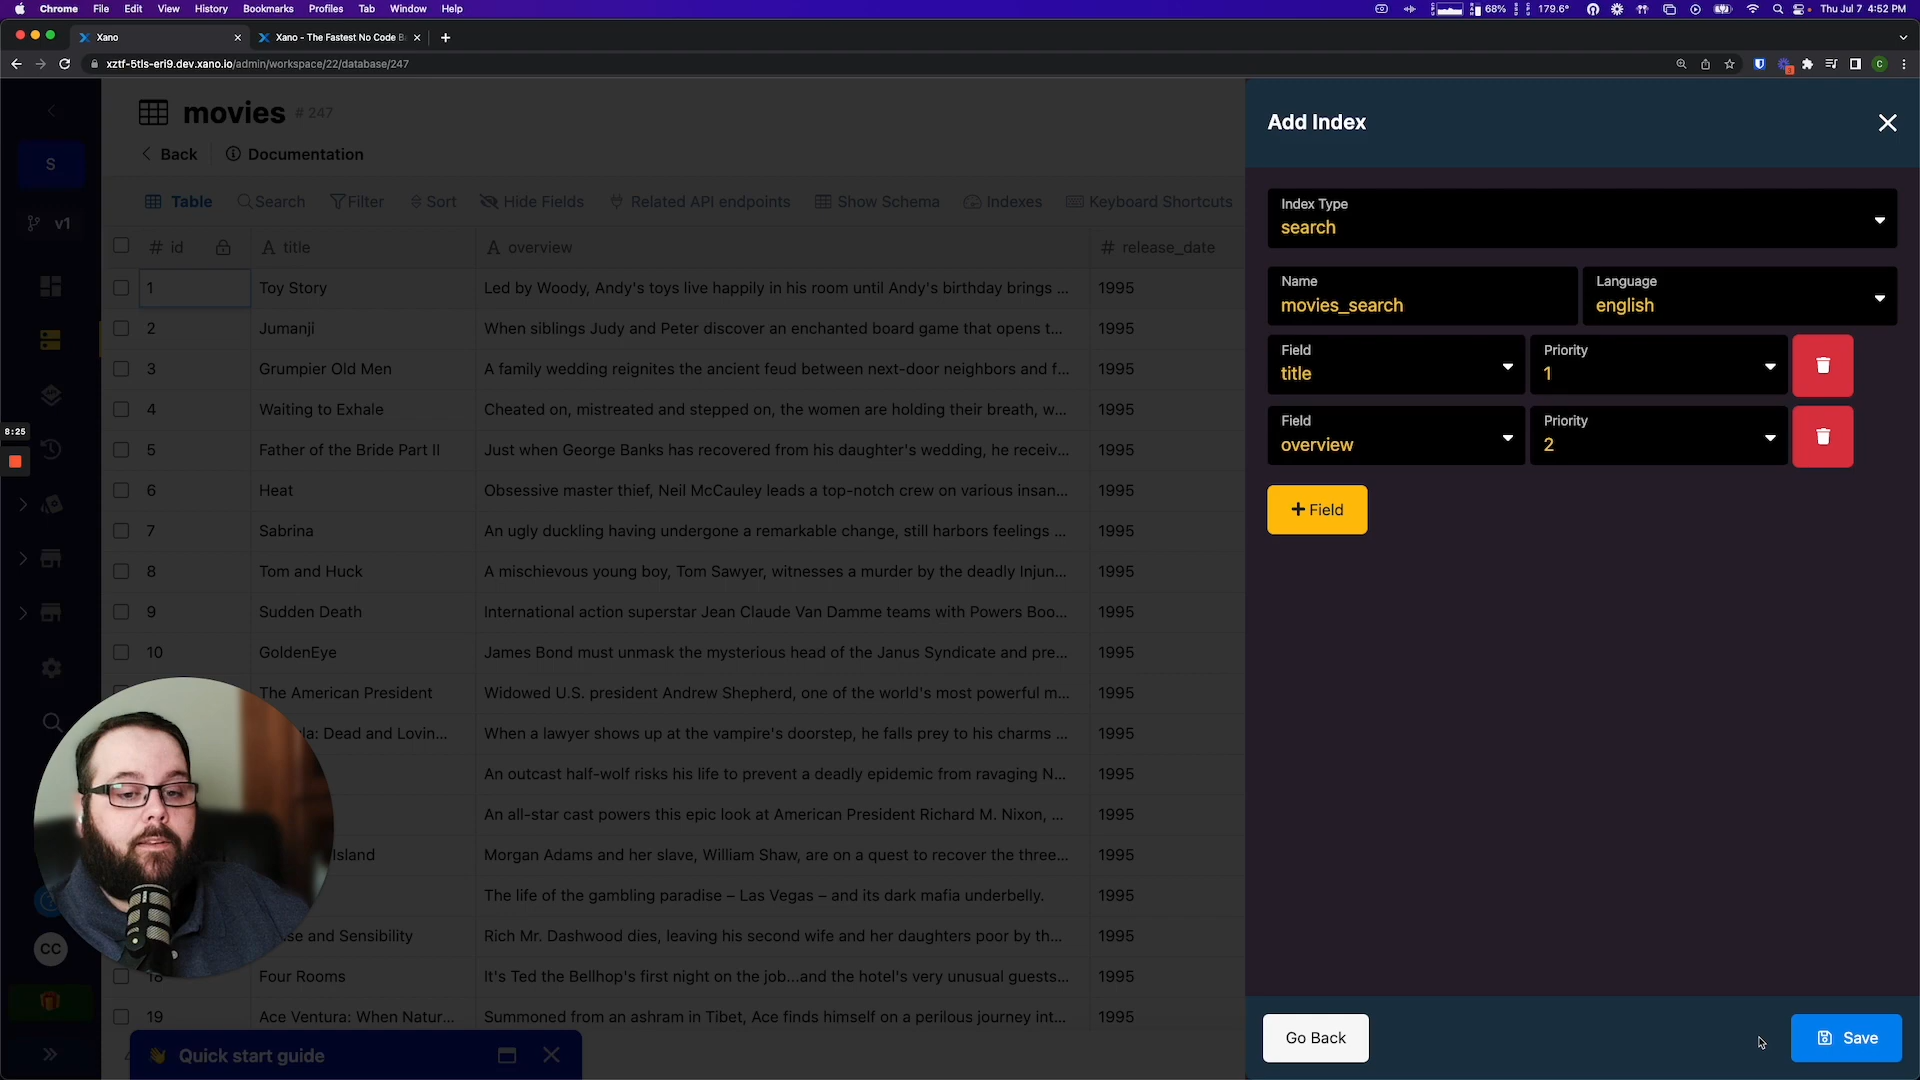 Chrome File Edit View History Bookmarks Profiles Tab Window Help
68% 179.6° Thu Jul 7 4:52 PM
Xano
Xano - The Fastest No Code B
xztf-5tls-erl9.dev.xano.io/admin/workspace/22/database/247
movies # 247
Back Documentation
S
v1
Table Search Filter Sort Hide Fields Related API endpoints Show Schema Indexes Keyboard Shortcuts
# id A title A overview # release_date
1 Toy Story Led by Woody, Andy's toys live happily in his room until Andy's birthday brings ... 1995
2 Jumanji When siblings Judy and Peter discover an enchanted board game that opens t... 1995
3 Grumpier Old Men A family wedding reignites the ancient feud between next-door neighbors and f... 1995
4 Waiting to Exhale Cheated on, mistreated and stepped on, the women are holding their breath, w... 1995
8:25
5 Father of the Bride Part II Just when George Banks has recovered from his daughter's wedding, he receiv... 1995
6 Heat Obsessive master thief, Neil McCauley leads a top-notch crew on various insan... 1995
7 Sabrina An ugly duckling having undergone a remarkable change, still harbors feelings ... 1995
8 Tom and Huck A mischievous young boy, Tom Sawyer, witnesses a murder by the deadly Injun... 1995
9 Sudden Death International action superstar Jean Claude Van Damme teams with Powers Boo... 1995
10 GoldenEye James Bond must unmask the mysterious head of the Janus Syndicate and pre... 1995
The American President Widowed U.S. president Andrew Shepherd, one of the world's most powerful m... 1995
la: Dead and Lovin... When a lawyer shows up at the vampire's doorstep, he falls prey to his charms ... 1995
An outcast half-wolf risks his life to prevent a deadly epidemic from ravaging N... 1995
An all-star cast powers this epic look at American President Richard M. Nixon, ... 1995
Island Morgan Adams and her slave, William Shaw, are on a quest to recover the three... 1995
The life of the gambling paradise – Las Vegas – and its dark mafia underbelly. 1995
se and Sensibility Rich Mr. Dashwood dies, leaving his second wife and her daughters poor by th... 1995
18 Four Rooms It's Ted the Bellhop's first night on the job...and the hotel's very unusual guests... 1995
19 Ace Ventura: When Natur... Summoned from an ashram in Tibet, Ace finds himself on a perilous journey int... 1995
CC
Quick start guide
Add Index
Index Type
search
Name
movies_search
Language
english
Field
title
Priority
1
Field
overview
Priority
2
+ Field
Go Back
Save